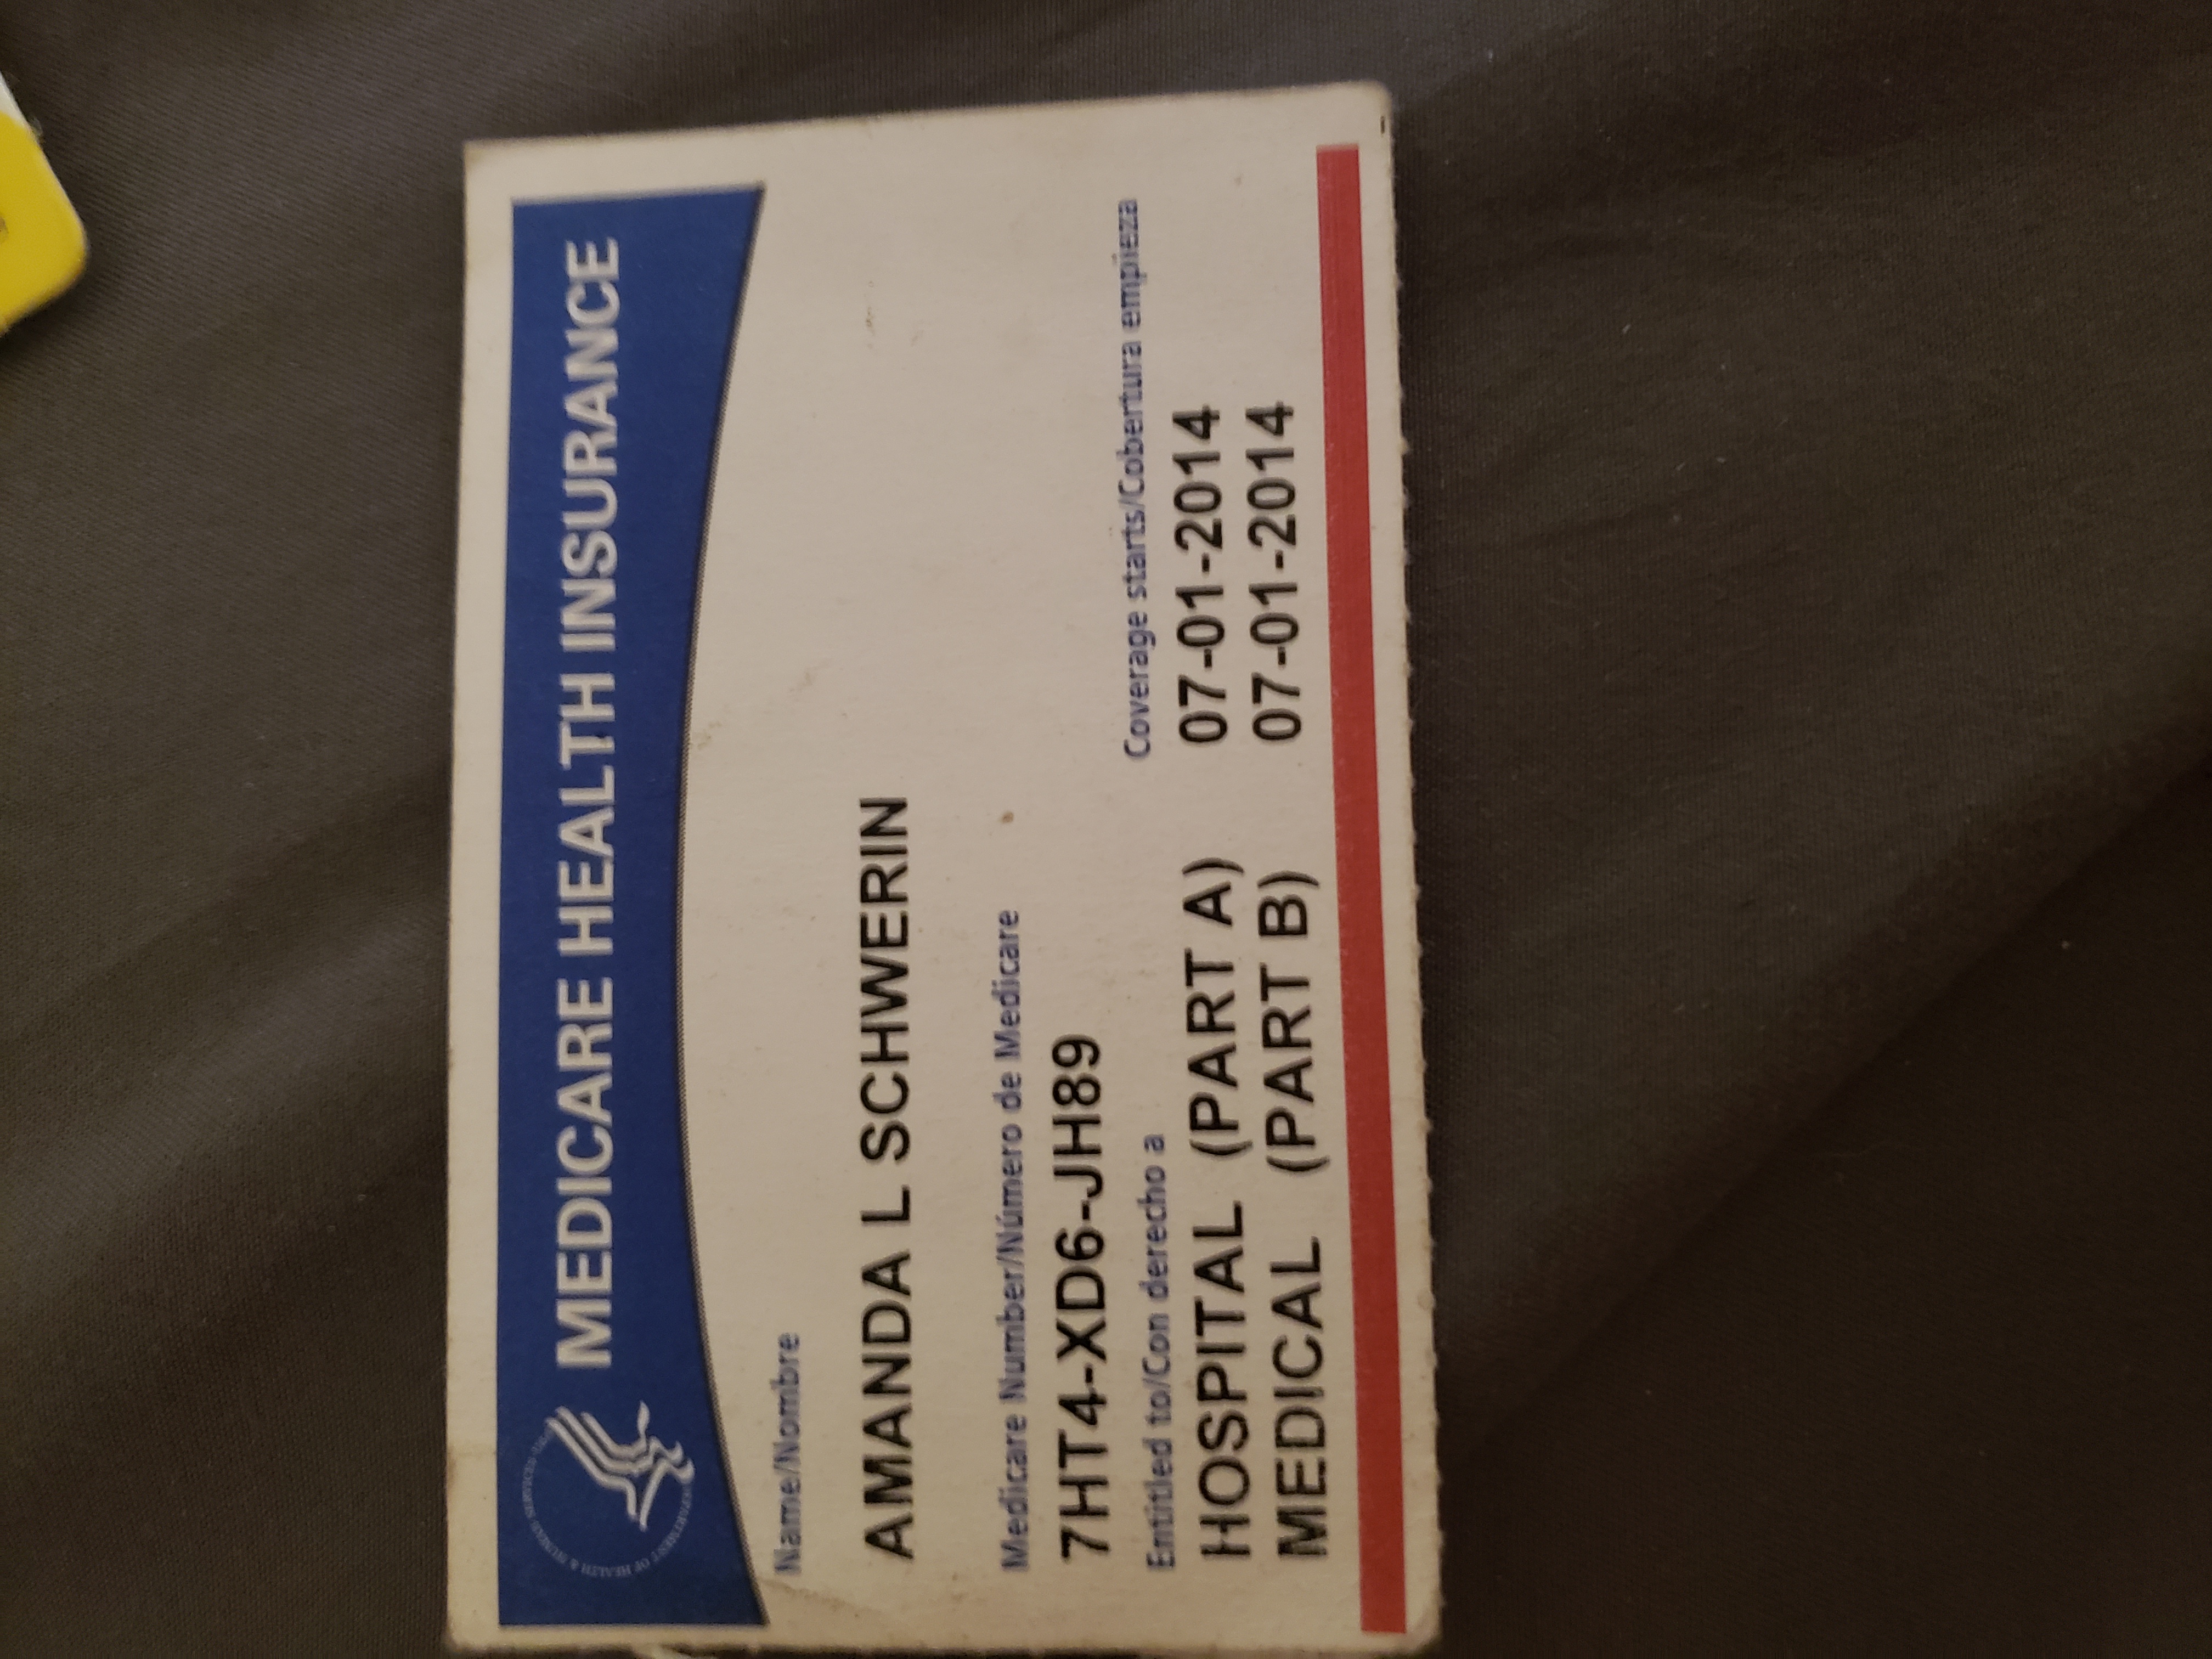 MEDICARE HEALTH INSURANCE
Name/Nombre
AMANDA L SCHWERIN
Medicare Number/Número de Medicare
7HT4-XD6-JH89
Entitled to/Con derecho a Coverage starts/Cobertura empieza
HOSPITAL (PART A) 07-01-2014
MEDICAL (PART B) 07-01-2014